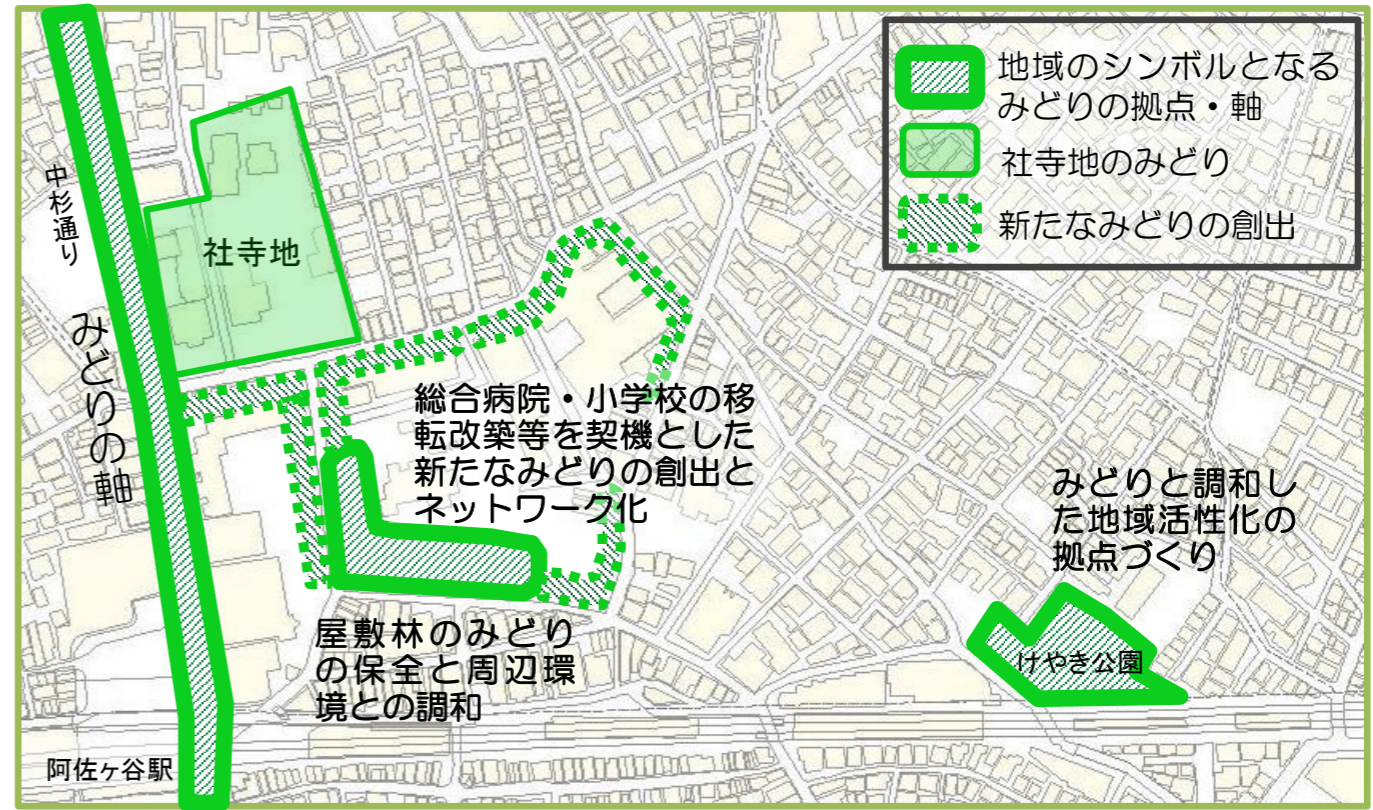 地域のシンボルとなる
みどりの拠点・軸
社寺地のみどり
新たなみどりの創出
中杉通り
社寺地
みどりの軸
総合病院・小学校の移
転改築等を契機とした
新たなみどりの創出と
ネットワーク化
みどりと調和し
た地域活性化の
拠点づくり
屋敷林のみどり
の保全と周辺環
境との調和
けやき公園
阿佐ヶ谷駅